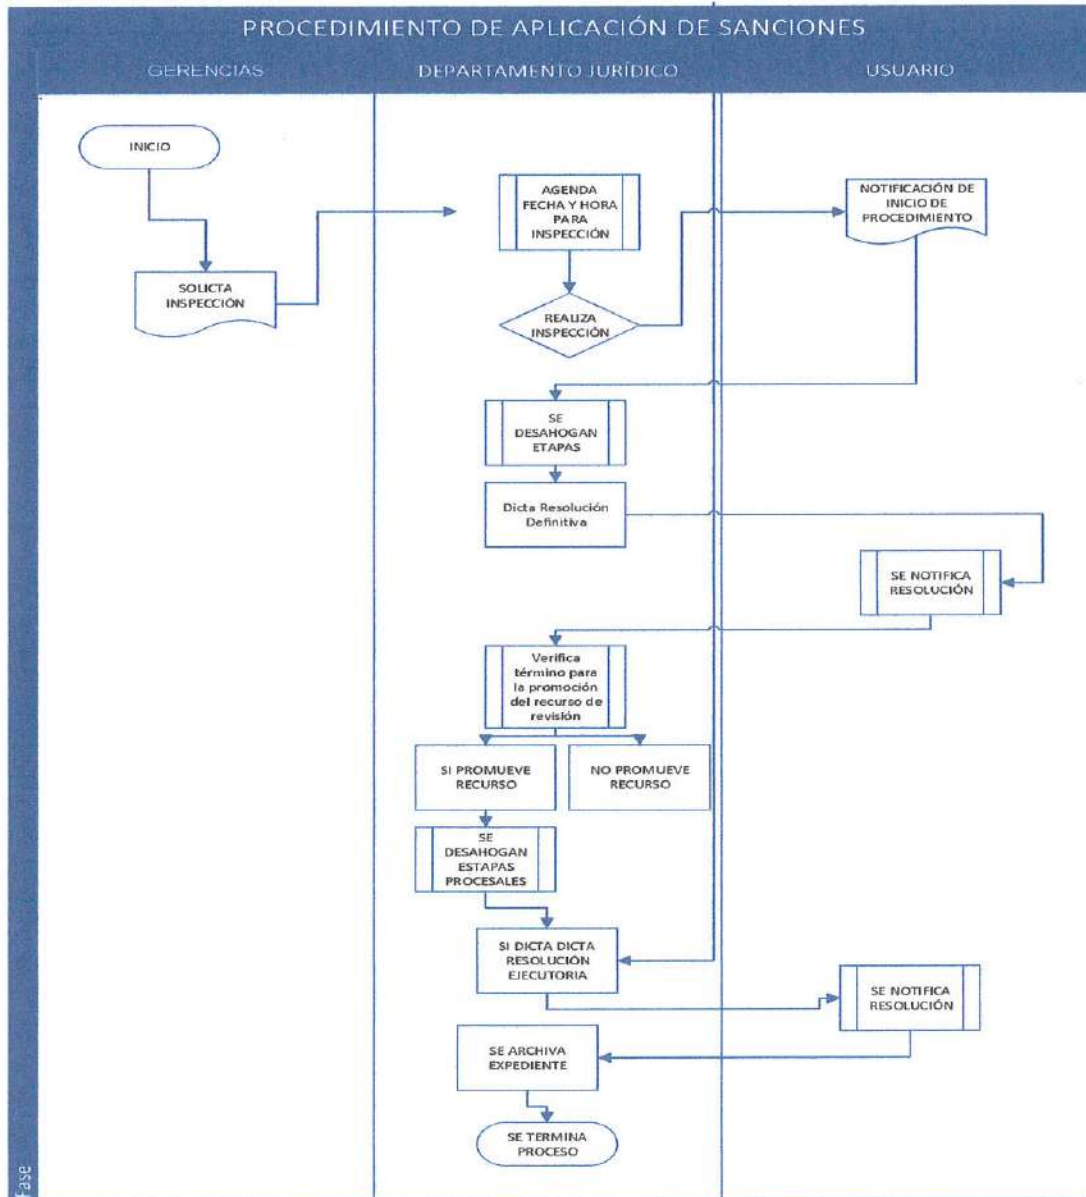 PROCEDIMIENTO DE APLICACIÓN DE SANCIONES
GERENCIAS
DEPARTAMENTO JURÍDICO
USUARIO
INICIO
SOLICTA
INSPECCIÓN
AGENDA
FECHA Y HORA
PARA
INSPECCIÓN
NOTIFICACIÓN DE
INICIO DE
PROCEDIMIENTO
REALIZA
INSPECCIÓN
SE
DESAHOGAN
ETAPAS
Dicta Resolución
Definitiva
SE NOTIFICA
RESOLUCIÓN
Verifica
término para
la promoción
del recurso de
revisión
SI PROMUEVE
RECURSO
NO PROMUEVE
RECURSO
SE
DESAHOGAN
ESTAPAS
PROCESALES
SI DICTA DICTA
RESOLUCIÓN
EJECUTORIA
SE NOTIFICA
RESOLUCIÓN
SE ARCHIVA
EXPEDIENTE
SE TERMINA
PROCESO
Fase